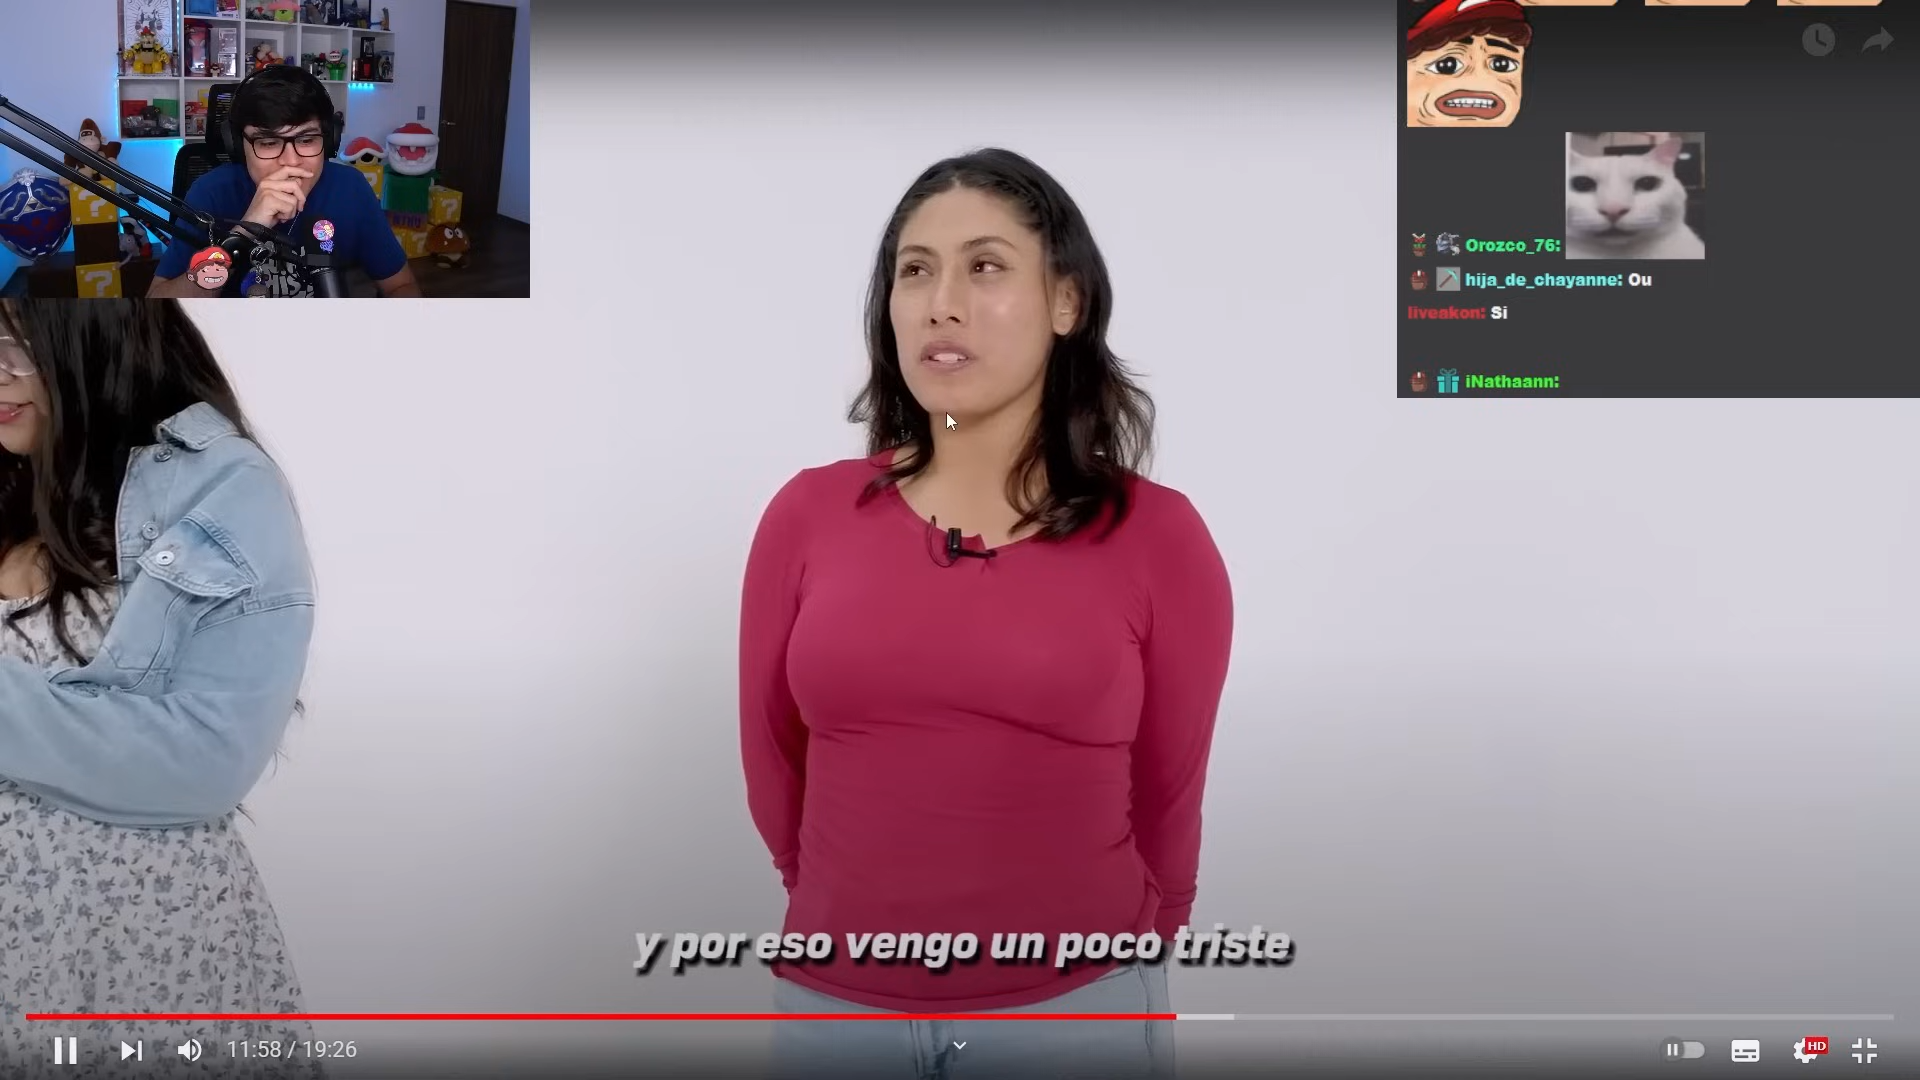 Orozco_76:
hija_de_chayanne: Ou
liveakon: Si
iNathaann:
y por eso vengo un poco triste
11:58 / 19:26
HD